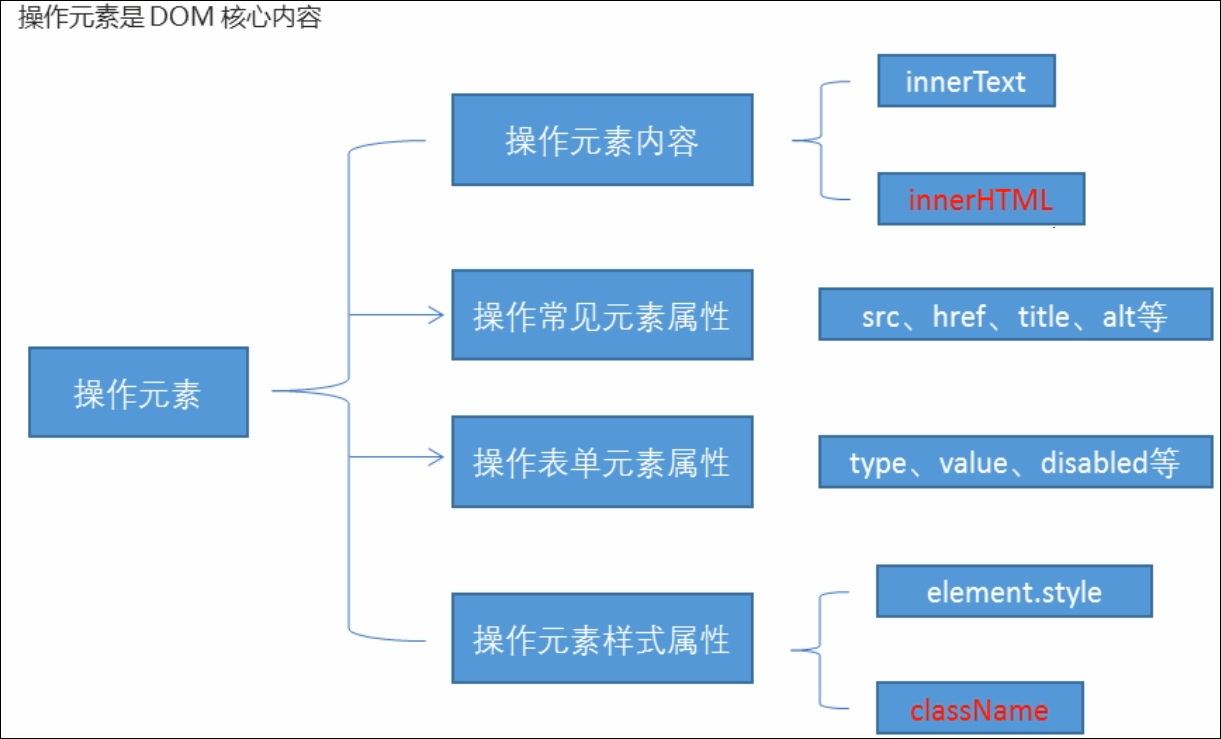 操作元素是 DOM 核心内容
操作元素
操作元素内容
innerText
innerHTML
操作常见元素属性
src、href、title、alt等
操作表单元素属性
type、value、disabled等
操作元素样式属性
element.style
className